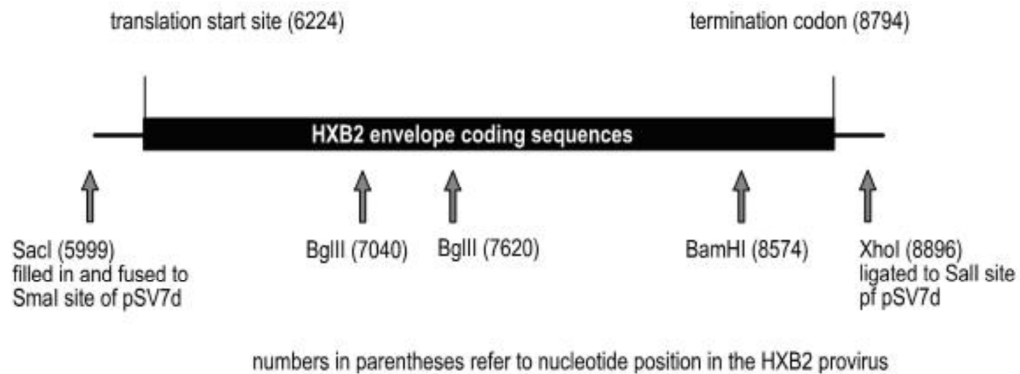 translation start site (6224)
termination codon (8794)
HXB2 envelope coding sequences
SacI (5999)
filled in and fused to
SmaI site of pSV7d
BglII (7040)
BglII (7620)
BamHI (8574)
XhoI (8896)
ligated to SalI site
pf pSV7d
numbers in parentheses refer to nucleotide position in the HXB2 provirus